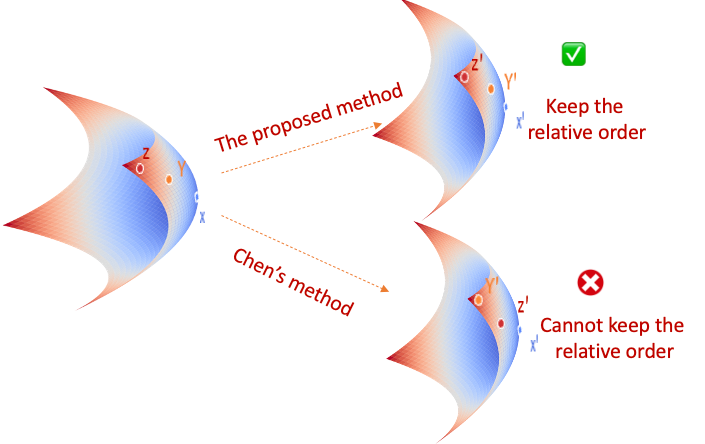 z
Y
x
The proposed method
z'
Y'
x'
Keep the
relative order
Chen's method
Y'
z'
x'
Cannot keep the
relative order